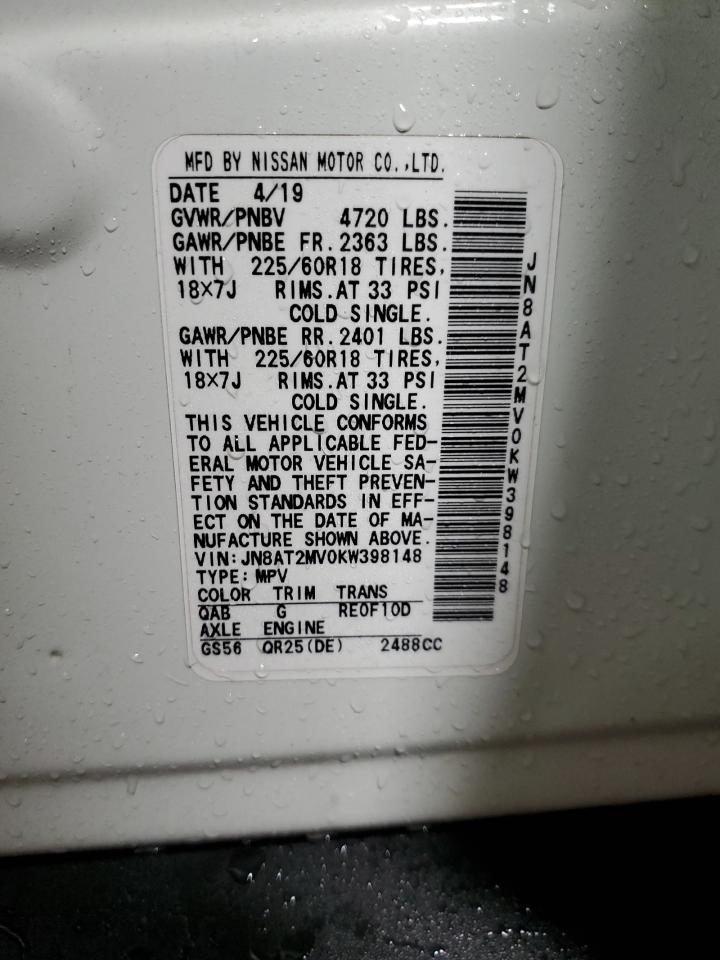 MFD BY NISSAN MOTOR CO.,LTD.
DATE 4/19
GVWR/PNBV 4720 LBS.
GAWR/PNBE FR. 2363 LBS.
WITH 225/60R18 TIRES,
18×7J RIMS. AT 33 PSI
COLD SINGLE.
GAWR/PNBE RR. 2401 LBS.
WITH 225/60R18 TIRES,
18×7J RIMS. AT 33 PSI
COLD SINGLE.
THIS VEHICLE CONFORMS
TO ALL APPLICABLE FED-
ERAL MOTOR VEHICLE SA-
FETY AND THEFT PREVEN-
TION STANDARDS IN EFF-
ECT ON THE DATE OF MA-
NUFACTURE SHOWN ABOVE.
VIN:JN8AT2MV0KW398148
TYPE:MPV
COLOR TRIM TRANS
QAB G RE0F10D
AXLE ENGINE
GS56 QR25(DE) 2488CC
JN8AT2MV0KW398148